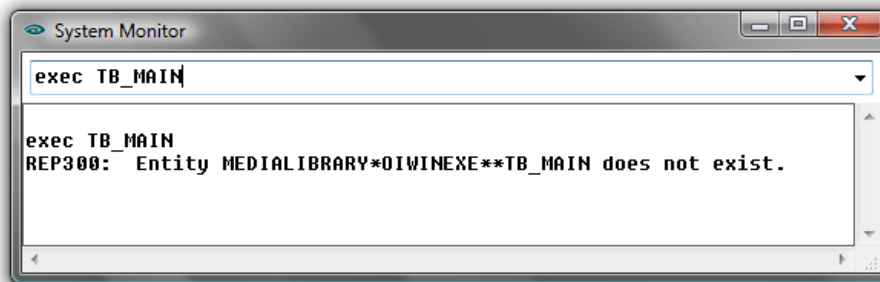 System Monitor
exec TB_MAIN
exec TB_MAIN
REP300:  Entity MEDIALIBRARY*OIWINEXE**TB_MAIN does not exist.